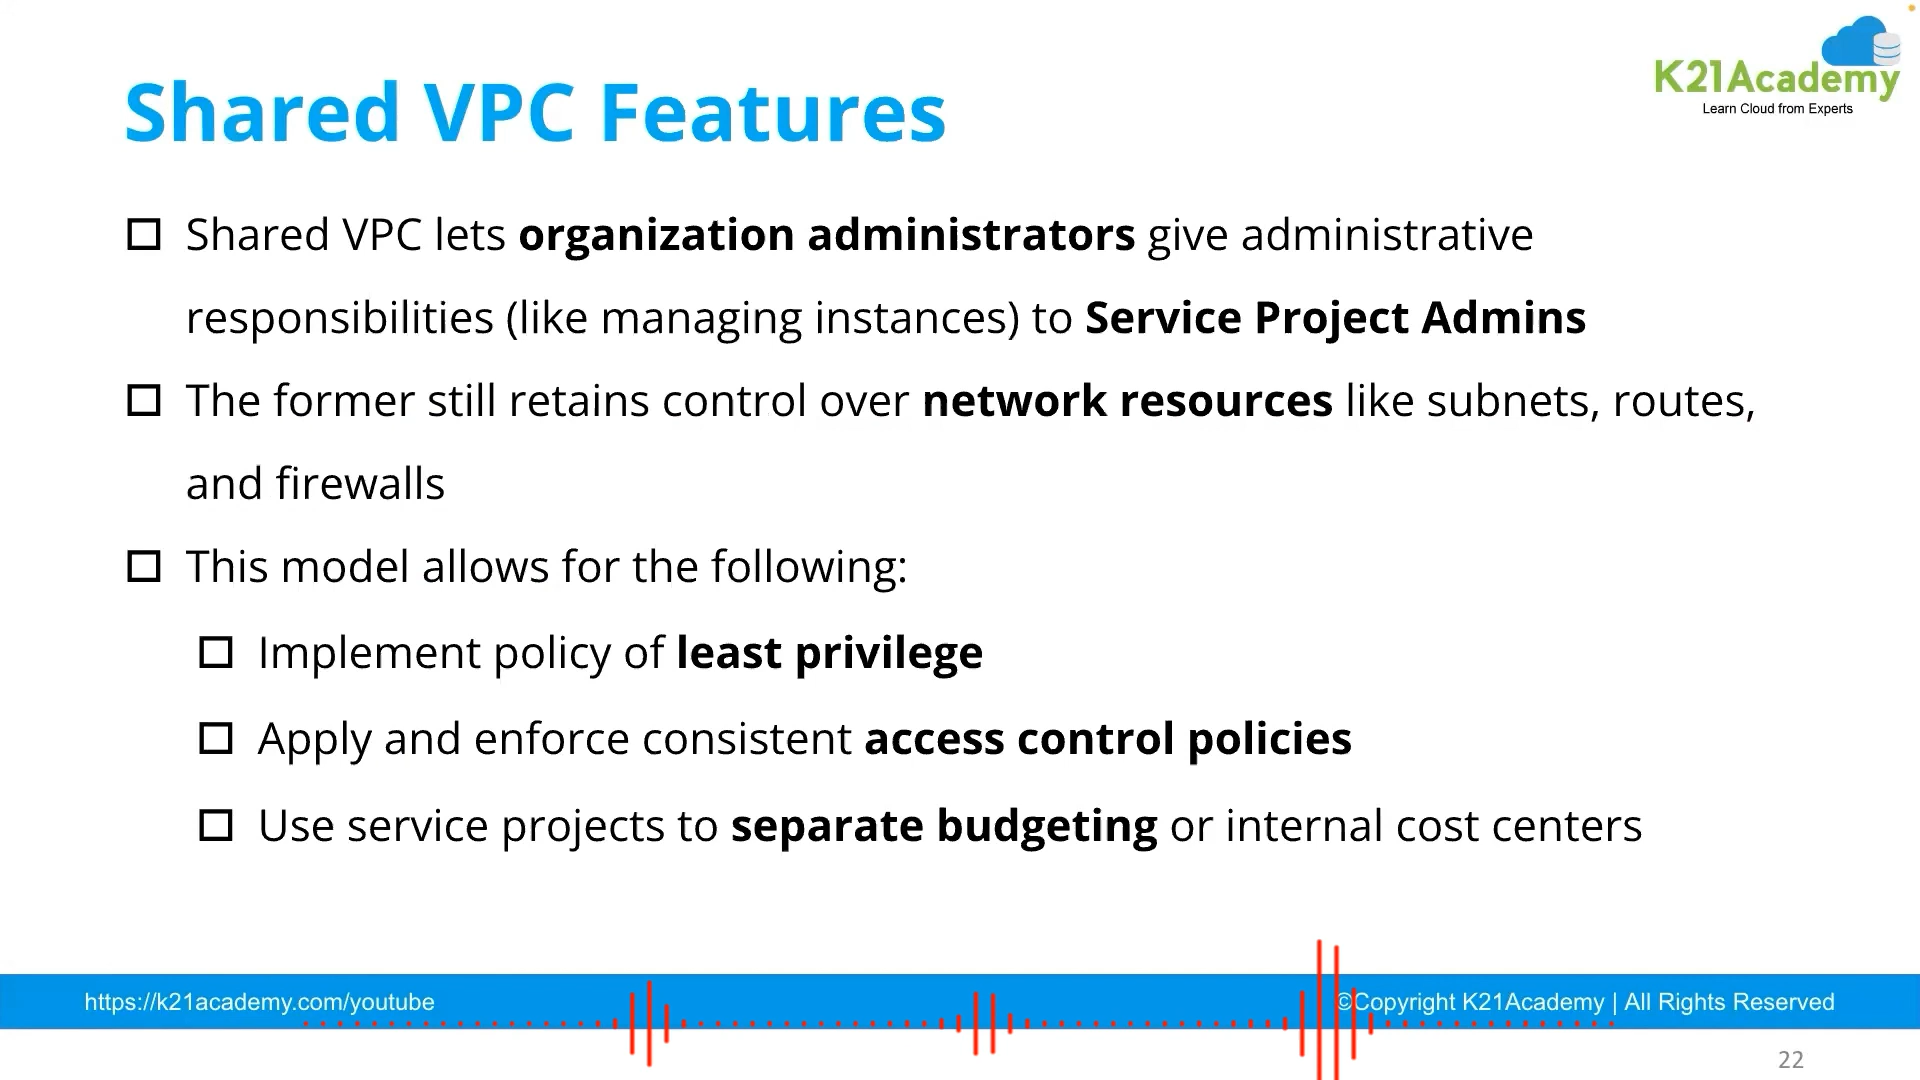 K21Academy
Learn Cloud from Experts
Shared VPC Features
Shared VPC lets organization administrators give administrative
responsibilities (like managing instances) to Service Project Admins
The former still retains control over network resources like subnets, routes,
and firewalls
This model allows for the following:
Implement policy of least privilege
Apply and enforce consistent access control policies
Use service projects to separate budgeting or internal cost centers
https://k21academy.com/youtube
©Copyright K21Academy | All Rights Reserved
22